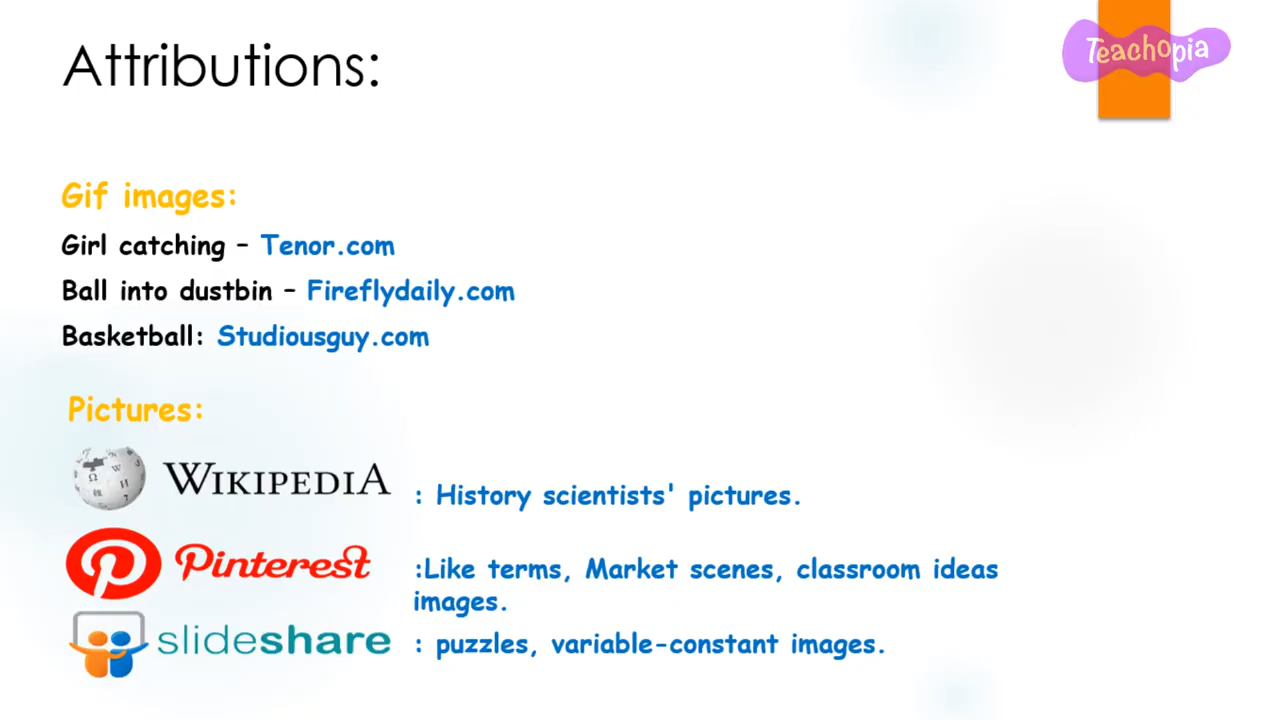 Attributions:
Teachopia
Gif images:
Girl catching – Tenor.com
Ball into dustbin – Fireflydaily.com
Basketball: Studiousguy.com
Pictures:
WIKIPEDIA : History scientists' pictures.
Pinterest :Like terms, Market scenes, classroom ideas
images.
slideshare : puzzles, variable-constant images.